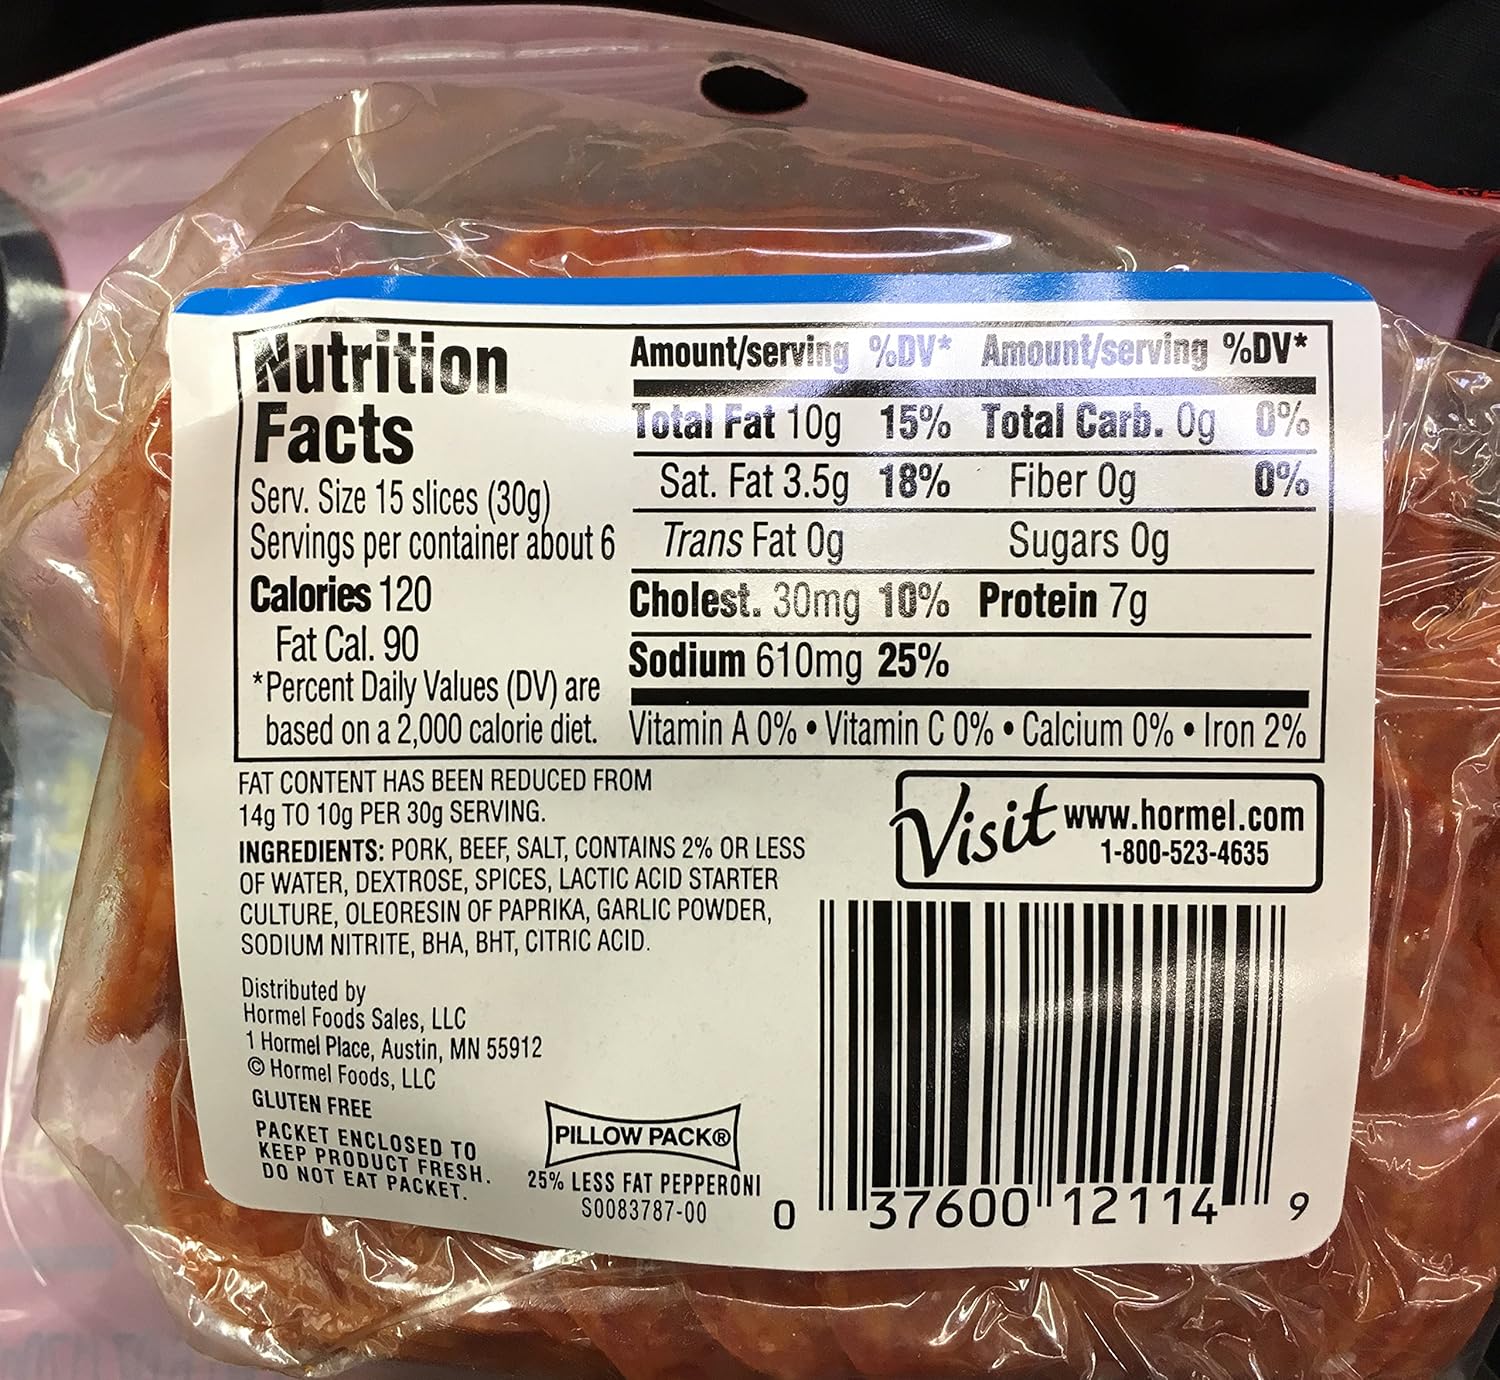 Nutrition
Facts
Serv. Size 15 slices (30g)
Servings per container about 6
Calories 120
Fat Cal. 90
*Percent Daily Values (DV) are
based on a 2,000 calorie diet.
Amount/serving %DV* Amount/serving %DV*
Total Fat 10g 15% Total Carb. 0g 0%
Sat. Fat 3.5g 18% Fiber 0g 0%
Trans Fat 0g Sugars 0g
Cholest. 30mg 10% Protein 7g
Sodium 610mg 25%
Vitamin A 0% • Vitamin C 0% • Calcium 0% • Iron 2%
FAT CONTENT HAS BEEN REDUCED FROM
14g TO 10g PER 30g SERVING.
INGREDIENTS: PORK, BEEF, SALT, CONTAINS 2% OR LESS
OF WATER, DEXTROSE, SPICES, LACTIC ACID STARTER
CULTURE, OLEORESIN OF PAPRIKA, GARLIC POWDER,
SODIUM NITRITE, BHA, BHT, CITRIC ACID.
Visit www.hormel.com
1-800-523-4635
Distributed by
Hormel Foods Sales, LLC
1 Hormel Place, Austin, MN 55912
© Hormel Foods, LLC
GLUTEN FREE
PACKET ENCLOSED TO
KEEP PRODUCT FRESH.
DO NOT EAT PACKET.
PILLOW PACK®
25% LESS FAT PEPPERONI
S0083787-00
0 37600 12114 9